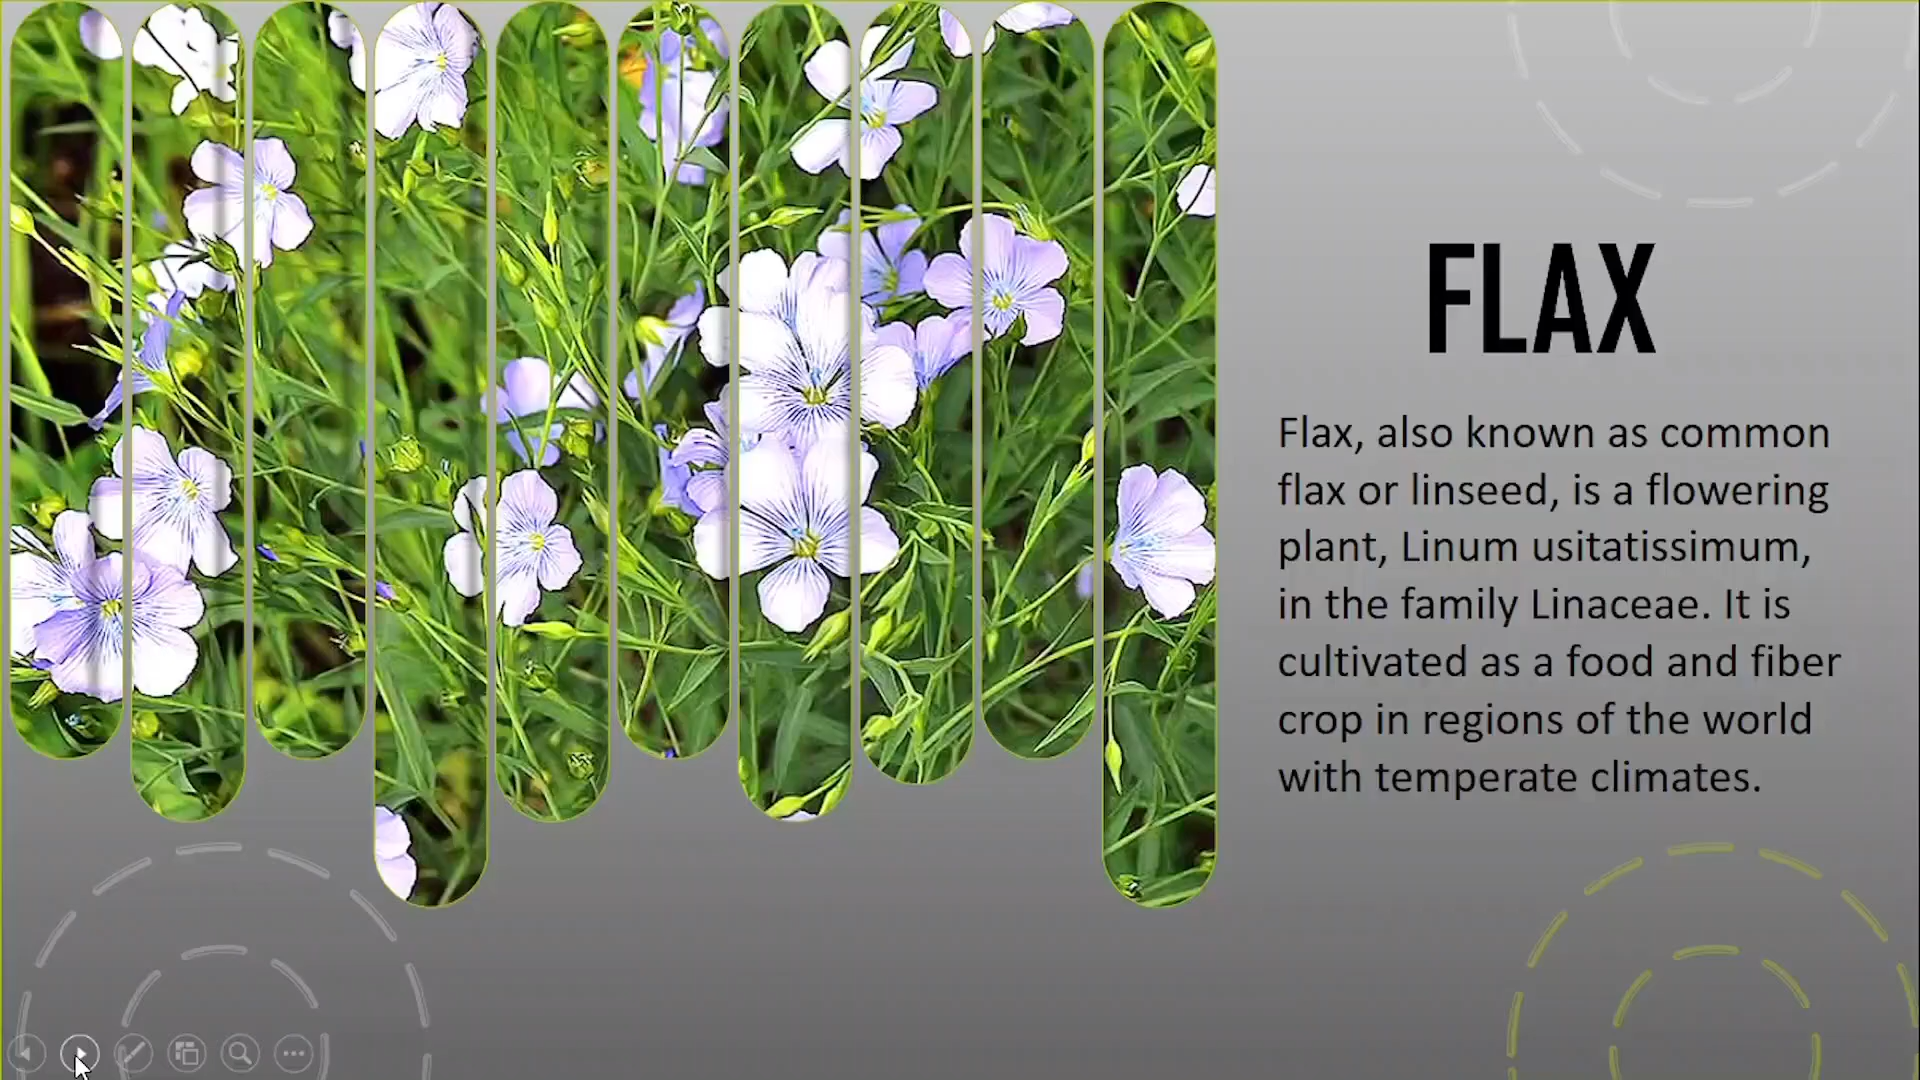 FLAX
Flax, also known as common
flax or linseed, is a flowering
plant, Linum usitatissimum,
in the family Linaceae. It is
cultivated as a food and fiber
crop in regions of the world
with temperate climates.